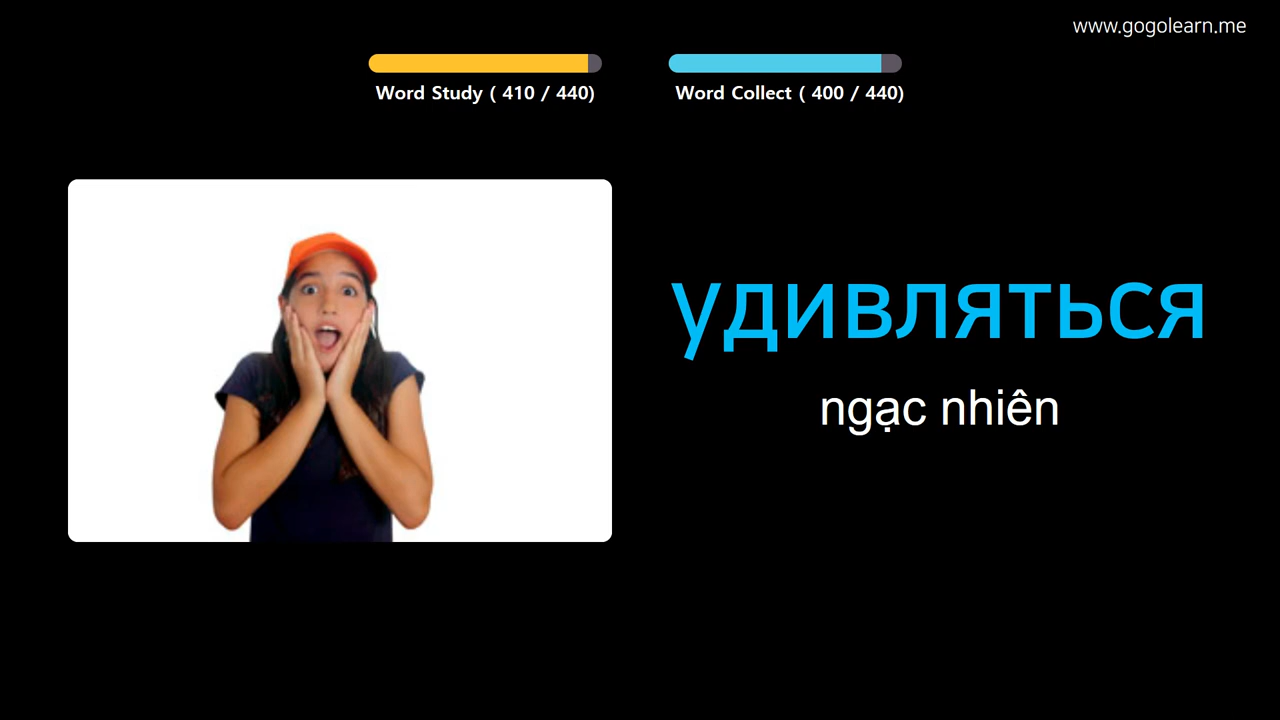 www.gogolearn.me
Word Study ( 410 / 440)
Word Collect ( 400 / 440)
удивляться
ngạc nhiên